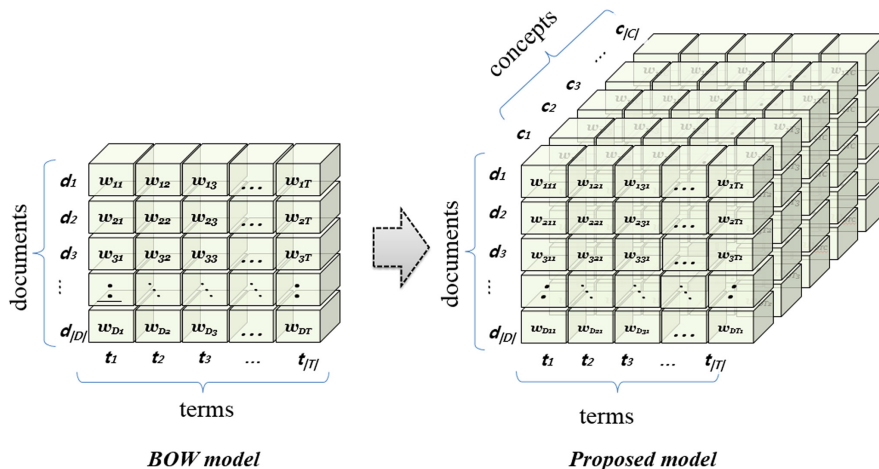 concepts
c|C|
...
c3
c2
c1
documents
d1 w11 w12 w13 ... w1T
d2 w21 w22 w23 ... w2T
d3 w31 w32 w33 ... w3T
⋮ : ⋱ ⋱ ⋱ :
d|D| wD1 wD2 wD3 ... wDT
t1 t2 t3 ... t|T|
terms
BOW model
documents
d1 w111 w121 w131 ... w1T1
d2 w211 w221 w231 ... w2T1
d3 w311 w321 w331 ... w3T1
⋮ : ⋱ ⋱ ⋱ :
d|D| wD11 wD21 wD31 ... wDT1
t1 t2 t3 ... t|T|
terms
Proposed model